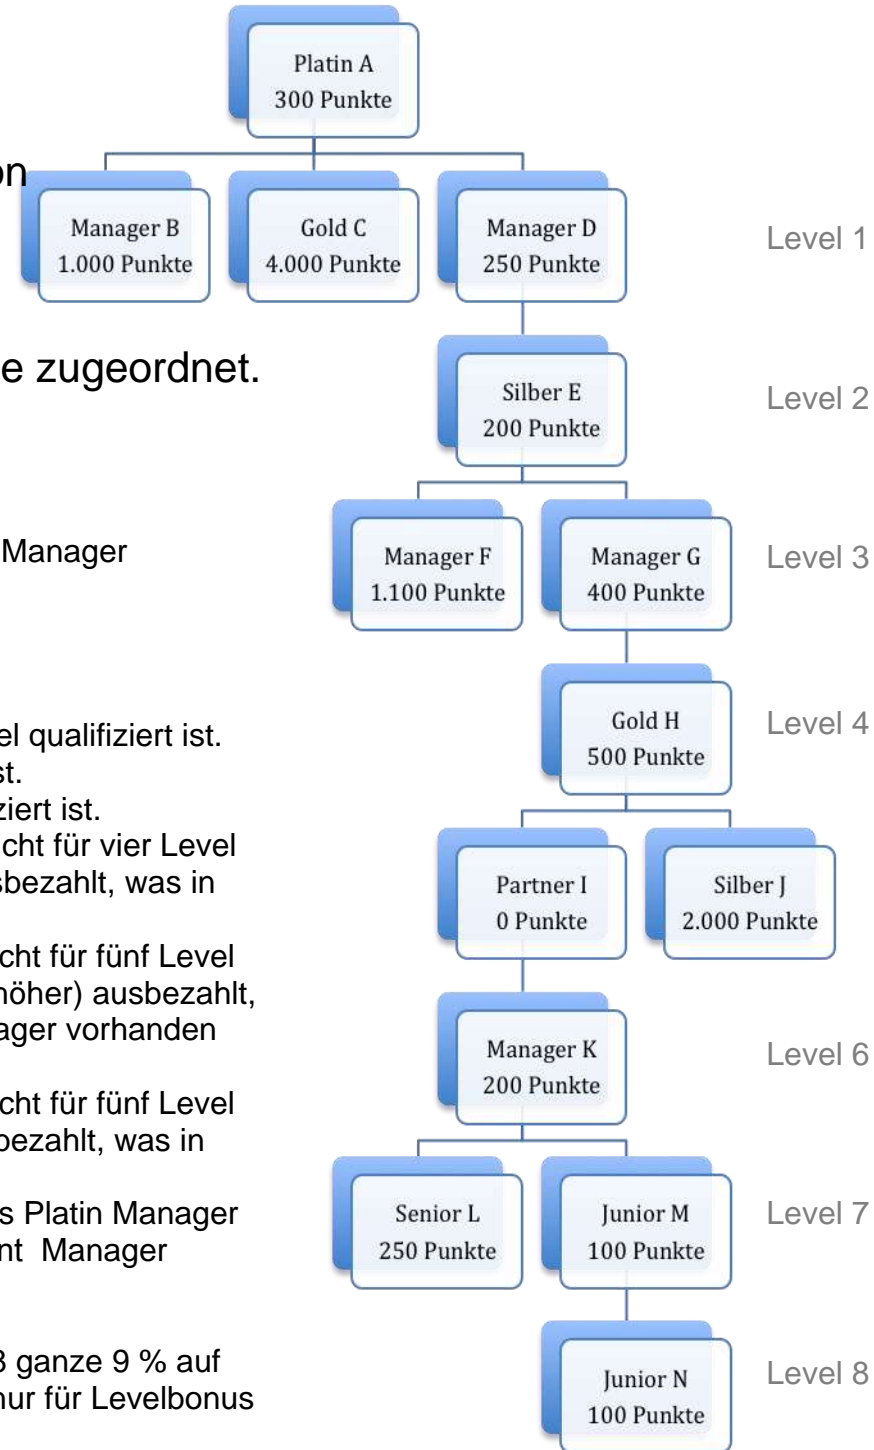 Platin A
300 Punkte
on
Manager B
1.000 Punkte
Gold C
4.000 Punkte
Manager D
250 Punkte
Level 1
e zugeordnet.
Silber E
200 Punkte
Level 2
Manager
Manager F
1.100 Punkte
Manager G
400 Punkte
Level 3
el qualifiziert ist.
st.
ziert ist.
Gold H
500 Punkte
Level 4
cht für vier Level
sbezahlt, was in
Partner I
0 Punkte
Silber J
2.000 Punkte
cht für fünf Level
höher) ausbezahlt,
ager vorhanden
Manager K
200 Punkte
Level 6
cht für fünf Level
bezahlt, was in
s Platin Manager
nt Manager
Senior L
250 Punkte
Junior M
100 Punkte
Level 7
3 ganze 9 % auf
nur für Levelbonus
Junior N
100 Punkte
Level 8